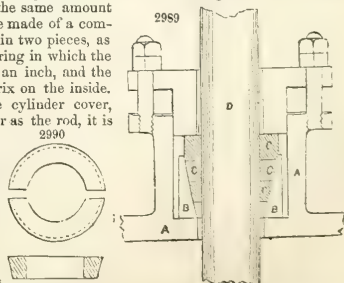 the same amount
e made of a com-
in two pieces, as
ring in which the
an inch, and the
rix on the inside.
e cylinder cover,
r as the rod, it is
2990
2989
D
C
C
C
A
B
B
A